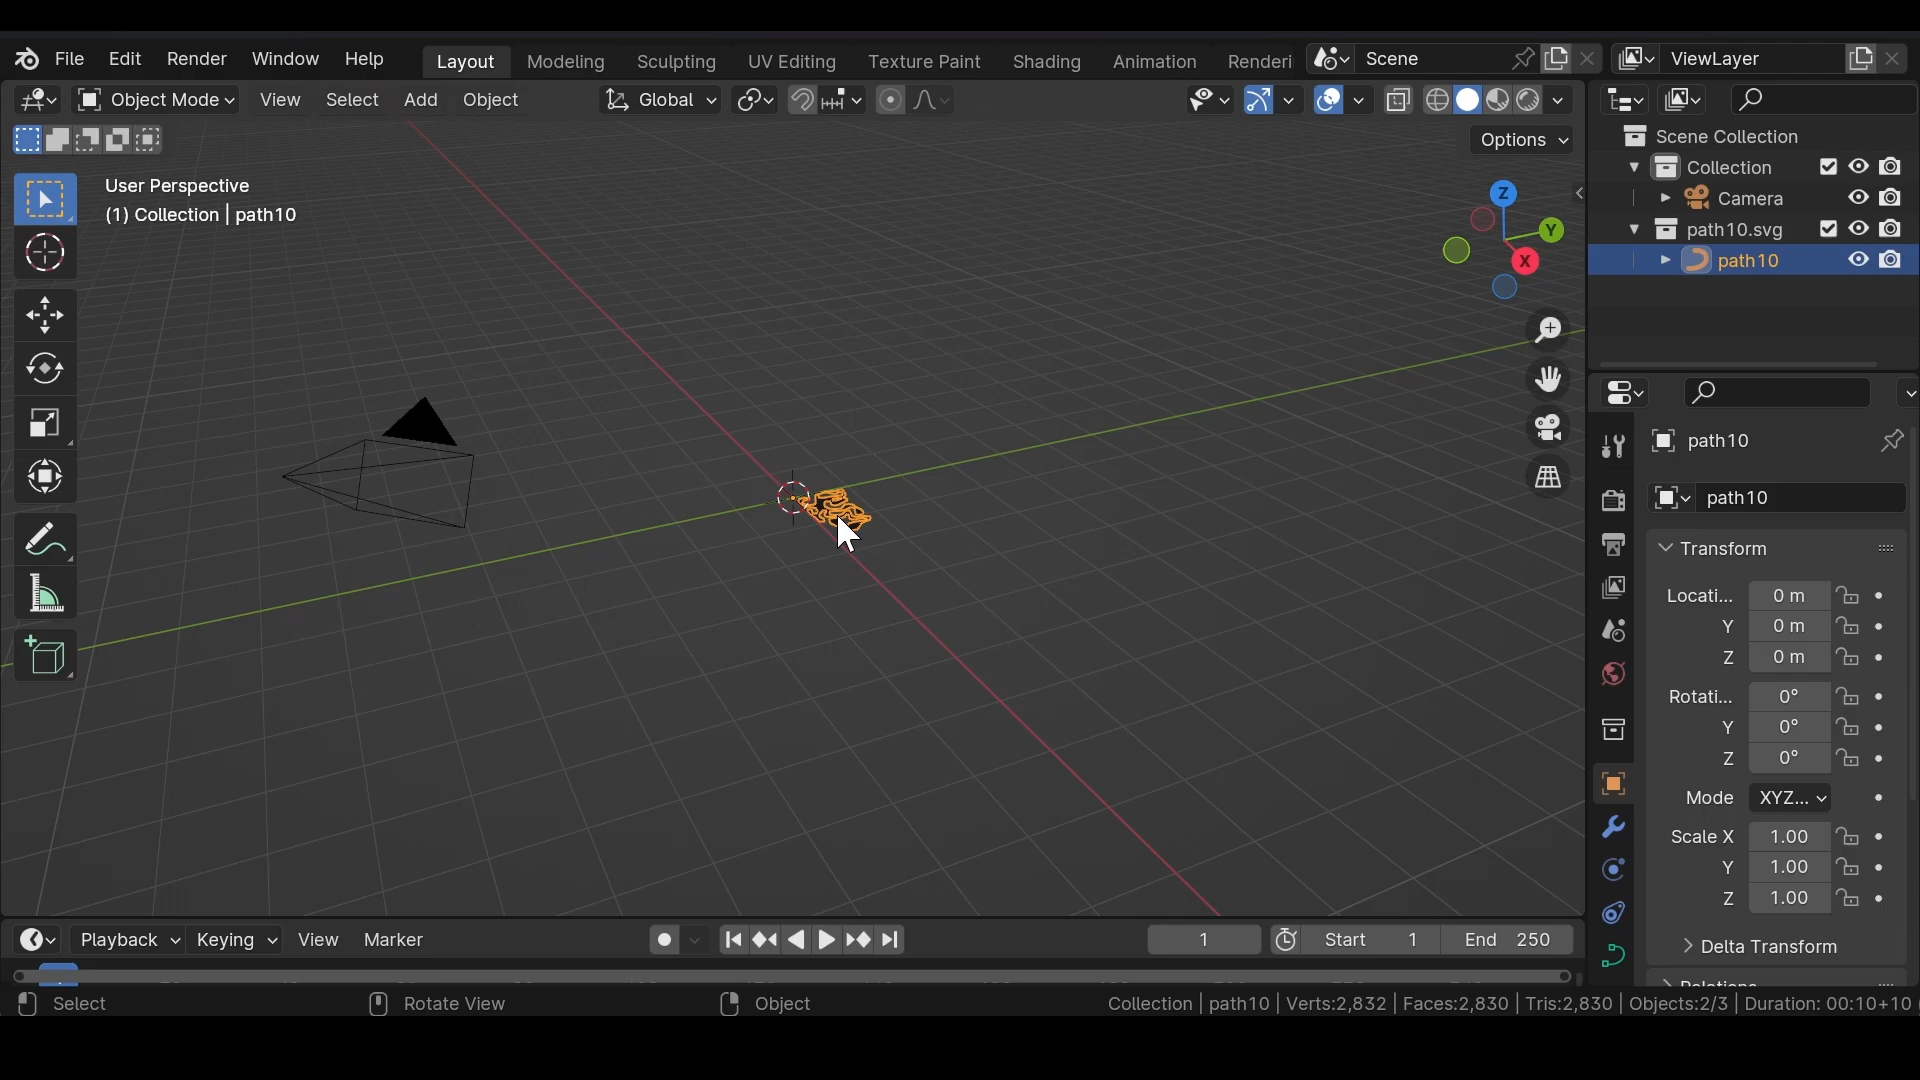 File Edit Render Window Help Layout Modeling Sculpting UV Editing Texture Paint Shading Animation Renderi Scene ViewLayer
Object Mode View Select Add Object Global
Options
User Perspective
(1) Collection | path10
Z
Y
X
Scene Collection
Collection
Camera
path10.svg
path10
path10
path10
Transform
Locati... 0 m
Y 0 m
Z 0 m
Rotati... 0°
Y 0°
Z 0°
Mode XYZ...
Scale X 1.00
Y 1.00
Z 1.00
Delta Transform
Playback Keying View Marker 1 Start 1 End 250
Select Rotate View Object Collection | path10 | Verts:2,832 | Faces:2,830 | Tris:2,830 | Objects:2/3 | Duration: 00:10+10